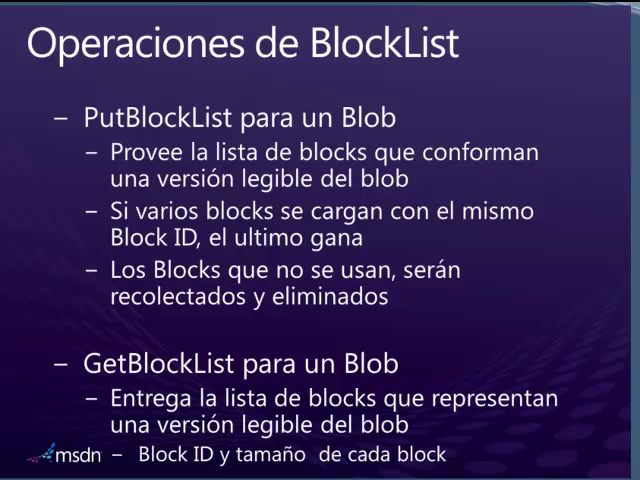 Operaciones de BlockList
– PutBlockList para un Blob
– Provee la lista de blocks que conforman
una versión legible del blob
– Si varios blocks se cargan con el mismo
Block ID, el ultimo gana
– Los Blocks que no se usan, serán
recolectados y eliminados
– GetBlockList para un Blob
– Entrega la lista de blocks que representan
una versión legible del blob
– Block ID y tamaño de cada block
msdn